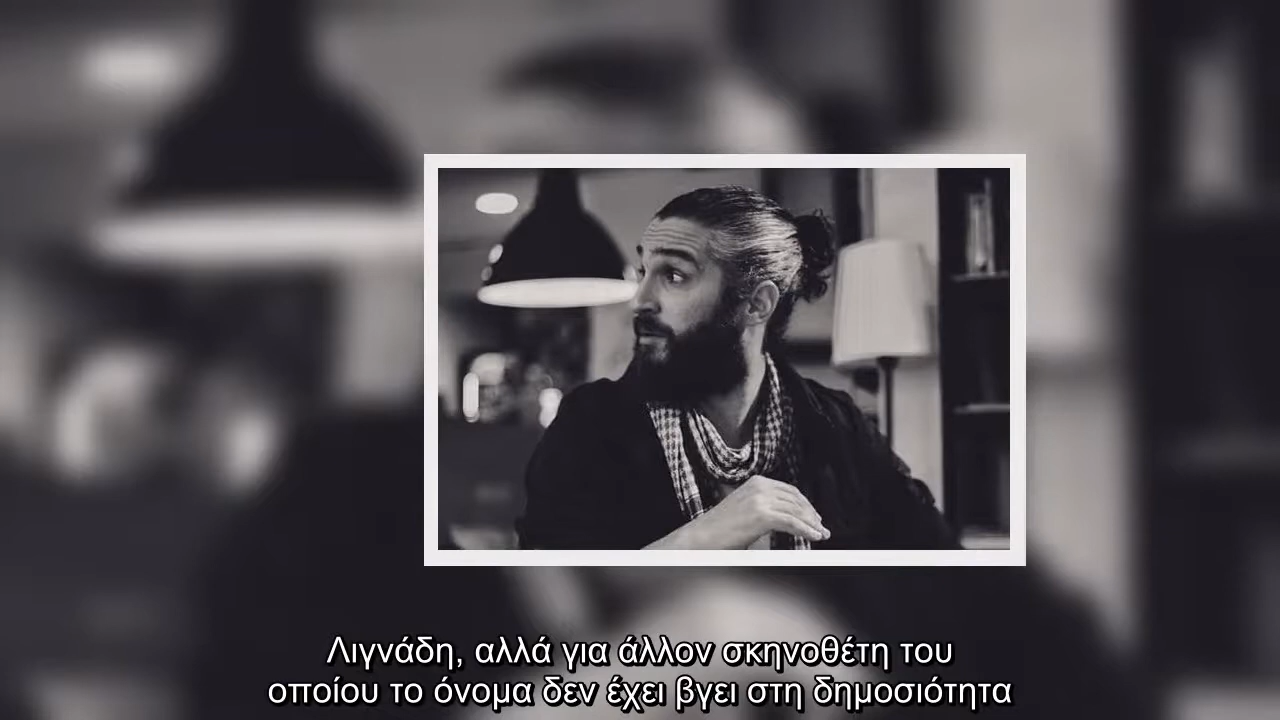 Λιγνάδη, αλλά για άλλον σκηνοθέτη του
οποίου το όνομα δεν έχει βγει στη δημοσιότητα